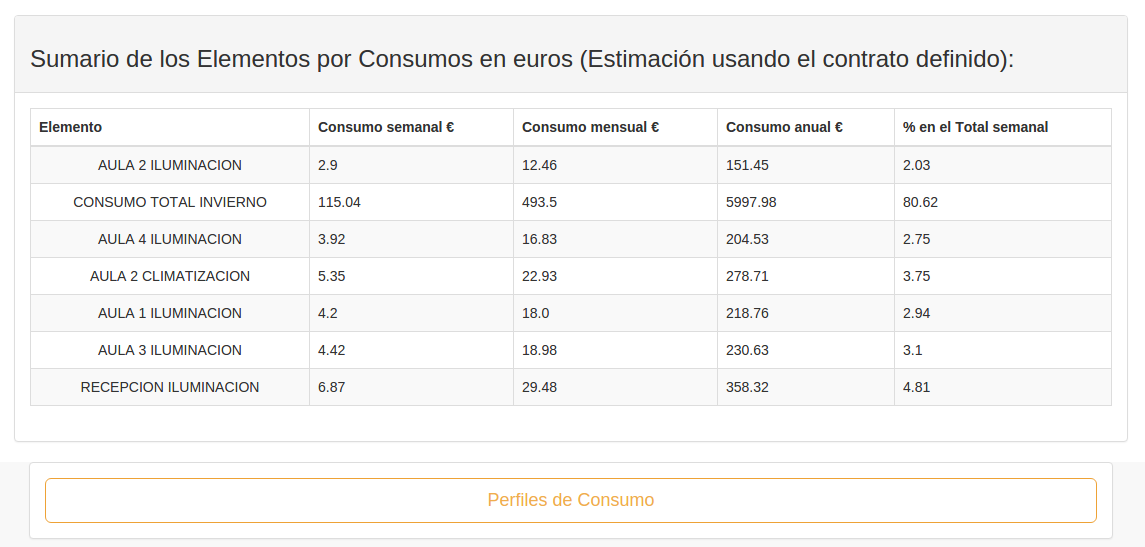 Sumario de los Elementos por Consumos en euros (Estimación usando el contrato definido):
Elemento Consumo semanal € Consumo mensual € Consumo anual € % en el Total semanal
AULA 2 ILUMINACION 2.9 12.46 151.45 2.03
CONSUMO TOTAL INVIERNO 115.04 493.5 5997.98 80.62
AULA 4 ILUMINACION 3.92 16.83 204.53 2.75
AULA 2 CLIMATIZACION 5.35 22.93 278.71 3.75
AULA 1 ILUMINACION 4.2 18.0 218.76 2.94
AULA 3 ILUMINACION 4.42 18.98 230.63 3.1
RECEPCION ILUMINACION 6.87 29.48 358.32 4.81
Perfiles de Consumo